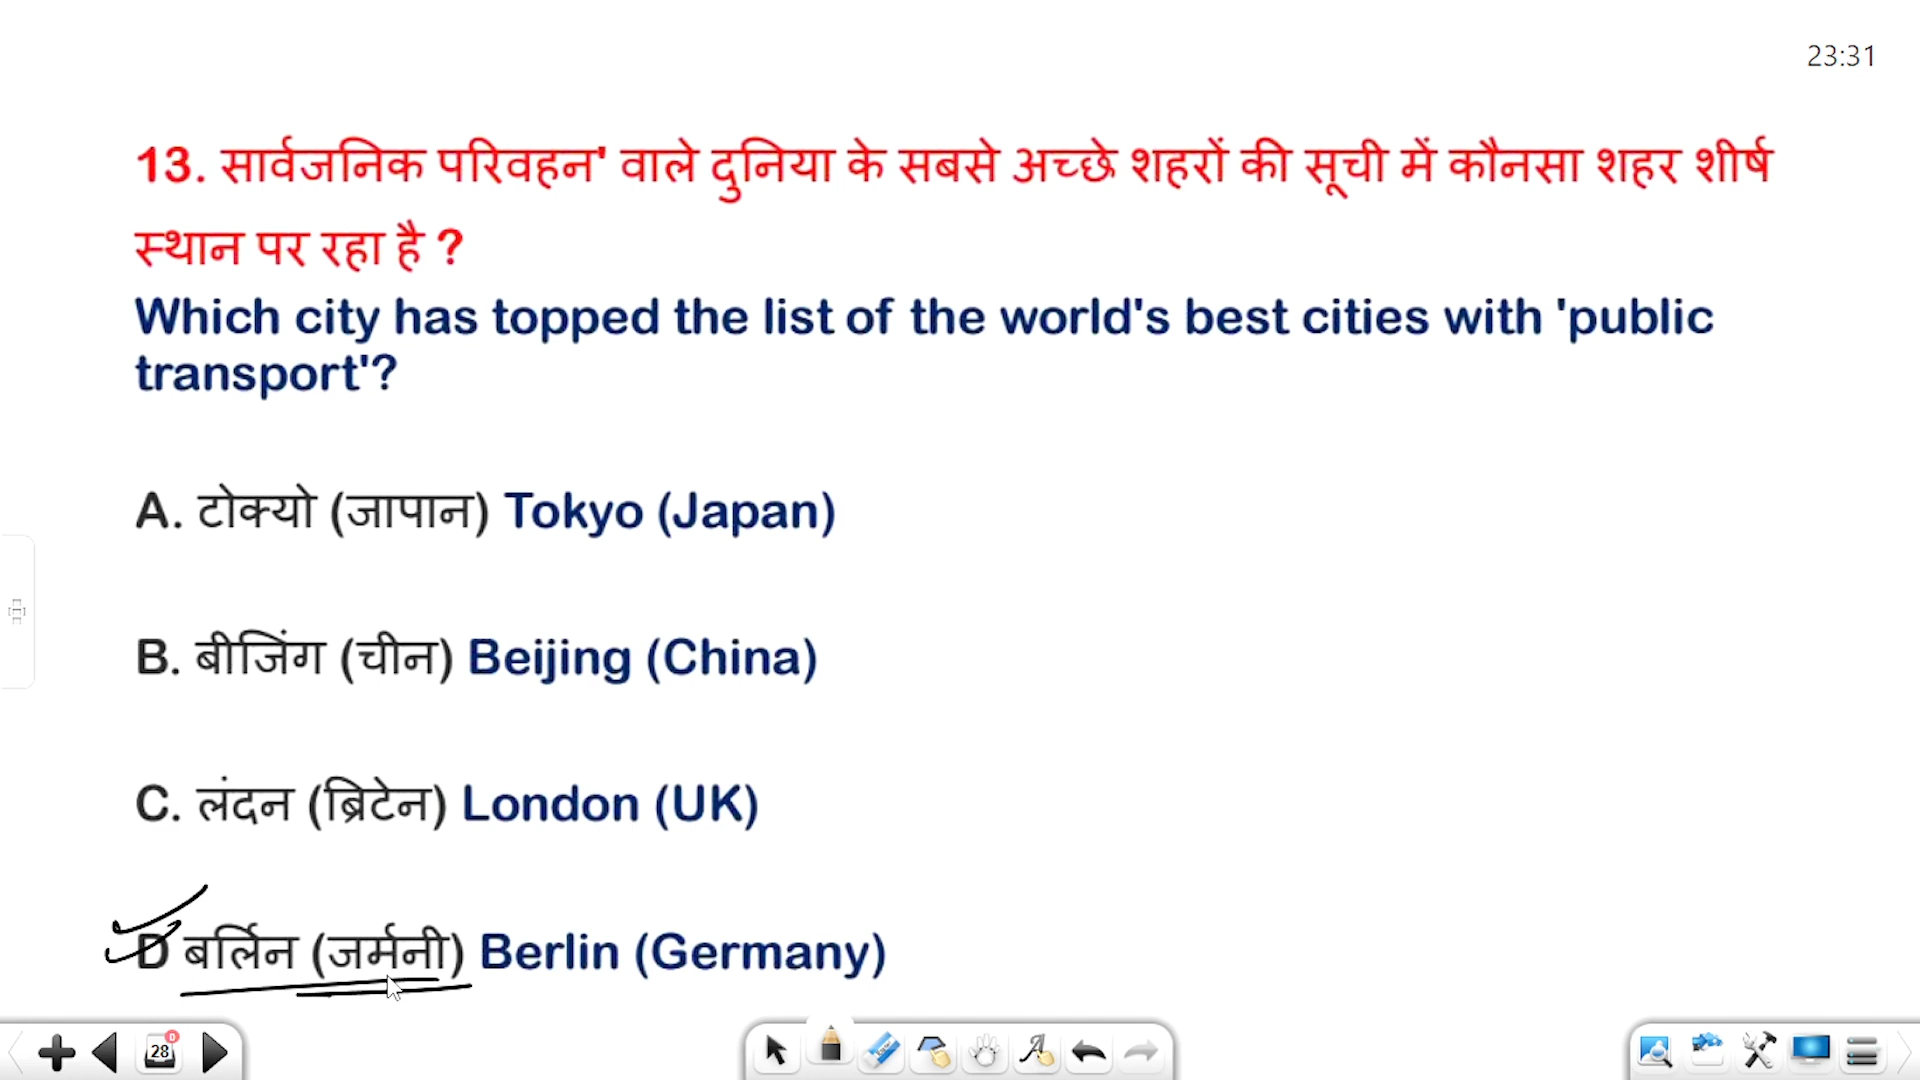 23:31
13. सार्वजनिक परिवहन' वाले दुनिया के सबसे अच्छे शहरों की सूची में कौनसा शहर शीर्ष
स्थान पर रहा है ?
Which city has topped the list of the world's best cities with 'public
transport'?
A. टोक्यो (जापान) Tokyo (Japan)
B. बीजिंग (चीन) Beijing (China)
C. लंदन (ब्रिटेन) London (UK)
D बर्लिन (जर्मनी) Berlin (Germany)
28